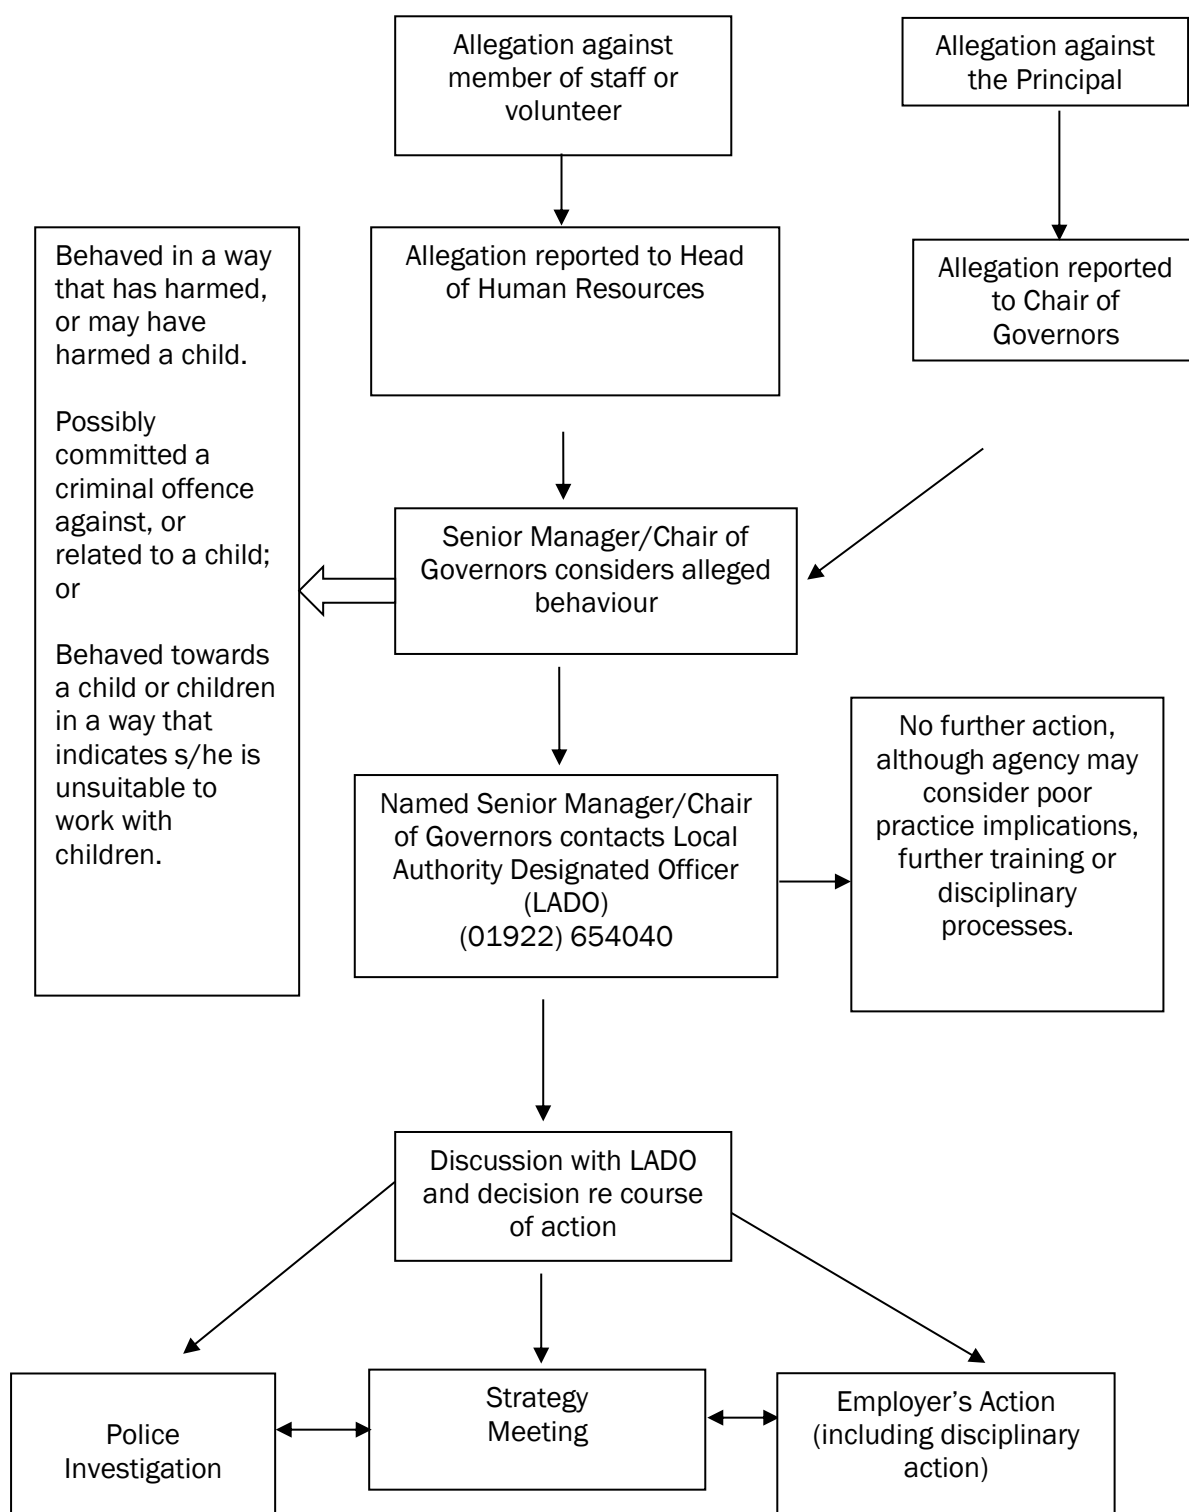 Allegation against
member of staff or
volunteer
Allegation against
the Principal
Allegation reported to Head
of Human Resources
Allegation reported
to Chair of
Governors
Behaved in a way
that has harmed,
or may have
harmed a child.
Possibly
committed a
criminal offence
against, or
related to a child;
or
Behaved towards
a child or children
in a way that
indicates s/he is
unsuitable to
work with
children.
Senior Manager/Chair of
Governors considers alleged
behaviour
Named Senior Manager/Chair
of Governors contacts Local
Authority Designated Officer
(LADO)
(01922) 654040
No further action,
although agency may
consider poor
practice implications,
further training or
disciplinary
processes.
Discussion with LADO
and decision re course
of action
Police
Investigation
Strategy
Meeting
Employer’s Action
(including disciplinary
action)